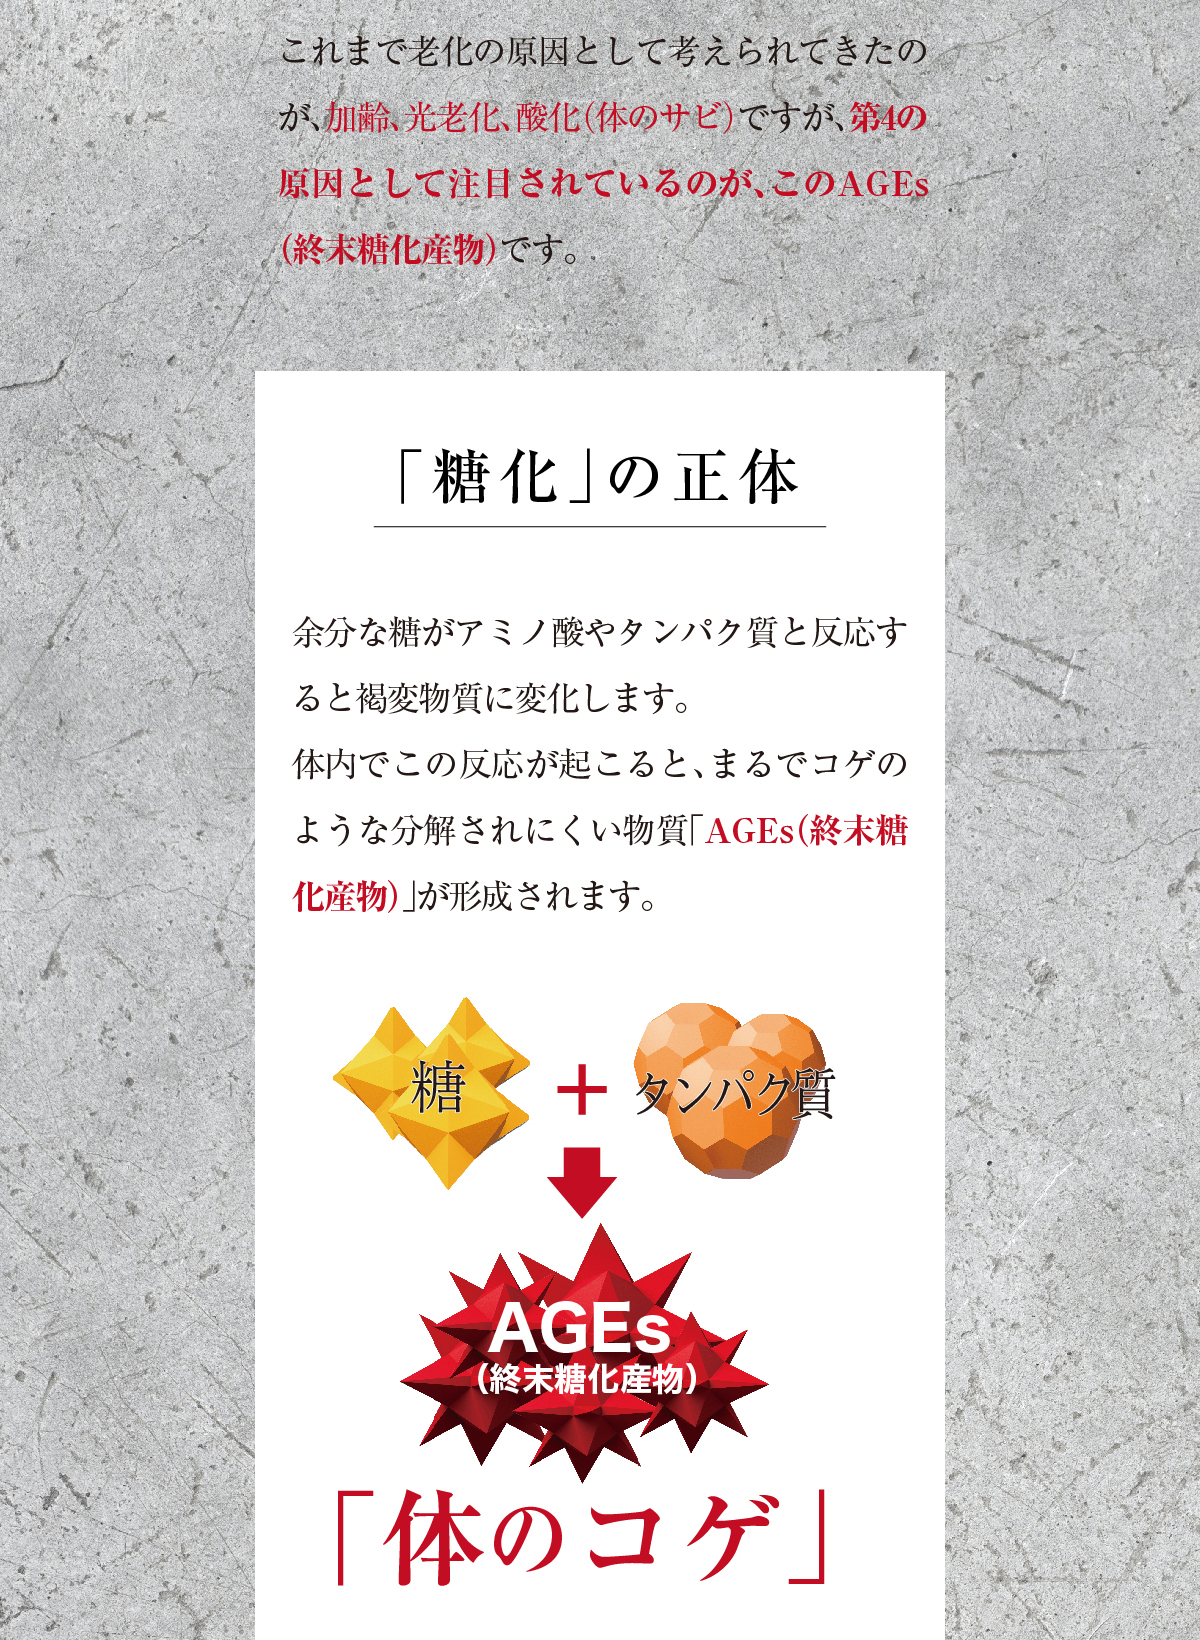 これまで老化の原因として考えられてきたの
が、加齢、光老化、酸化（体のサビ）ですが、第4の
原因として注目されているのが、このAGEs
（終末糖化産物）です。
「糖化」の正体
余分な糖がアミノ酸やタンパク質と反応す
ると褐変物質に変化します。
体内でこの反応が起こると、まるでコゲの
ような分解されにくい物質「AGEs（終末糖
化産物）」が形成されます。
糖
+
タンパク質
AGEs
（終末糖化産物）
「体のコゲ」